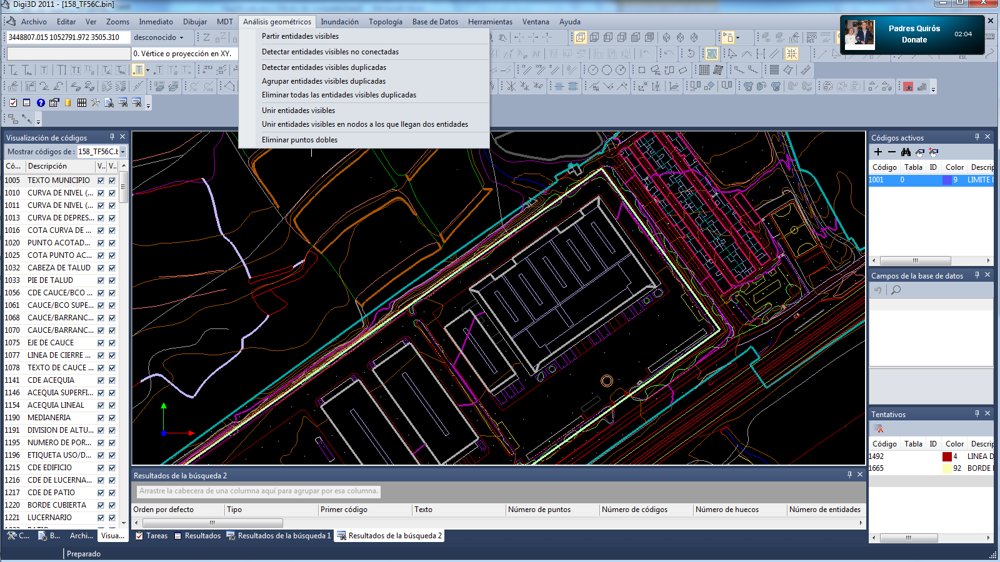 Digi3D 2011 - [158_TF56C.bin]
Archivo Editar Ver Zooms Inmediato Dibujar MDT Análisis geométricos Inundación Topología Base de Datos Herramientas Ventana Ayuda
3448807.015 1052791.972 3505.310 desconocido
0. Vértice o proyección en XY.
Partir entidades visibles
Detectar entidades visibles no conectadas
Detectar entidades visibles duplicadas
Agrupar entidades visibles duplicadas
Eliminar todas las entidades visibles duplicadas
Unir entidades visibles
Unir entidades visibles en nodos a los que llegan dos entidades
Eliminar puntos dobles
Padres Quirós
Donate
02:04
ESC.
Visualización de códigos
Mostrar códigos de : 158_TF56C.b
Có... Descripción V.. V..
1005 TEXTO MUNICIPIO
1010 CURVA DE NIVEL (...
1011 CURVA DE NIVEL (...
1013 CURVA DE DEPRES...
1016 COTA CURVA DE ...
1020 PUNTO ACOTAD...
1025 COTA PUNTO AC...
1032 CABEZA DE TALUD
1033 PIE DE TALUD
1056 CDE CAUCE/BCO ...
1061 CAUCE/BCO SUPE...
1068 CAUCE/BARRANC...
1070 CAUCE/BARRANC...
1075 EJE DE CAUCE
1077 LINEA DE CIERRE ...
1078 TEXTO DE CAUCE ...
1141 CDE ACEQUIA
1146 ACEQUIA SUPERFI...
1154 ACEQUIA LINEAL
1190 MEDIANERIA
1191 DIVISION DE ALTU...
1195 NUMERO DE POR...
1196 ETIQUETA USO/D...
1215 CDE EDIFICIO
1216 CDE DE LUCERNA...
1217 CDE DE PATIO
1220 BORDE CUBIERTA
1221 LUCERNARIO
C... B... Archi... Visua...
Resultados de la búsqueda 2
Arrastre la cabecera de una columna aquí para agrupar por esa columna.
Orden por defecto Tipo Primer código Texto Número de puntos Número de códigos Número de huecos Número de entidades
Tareas Resultados Resultados de la búsqueda 1 Resultados de la búsqueda 2
Códigos activos
Código Tabla ID Color Descrip
1001 0 9 LIMITE D
Campos de la base de datos
Tentativos
Código Tabla ID Color Descrip
1492 4 LINEA D
1665 92 BORDE
Preparado